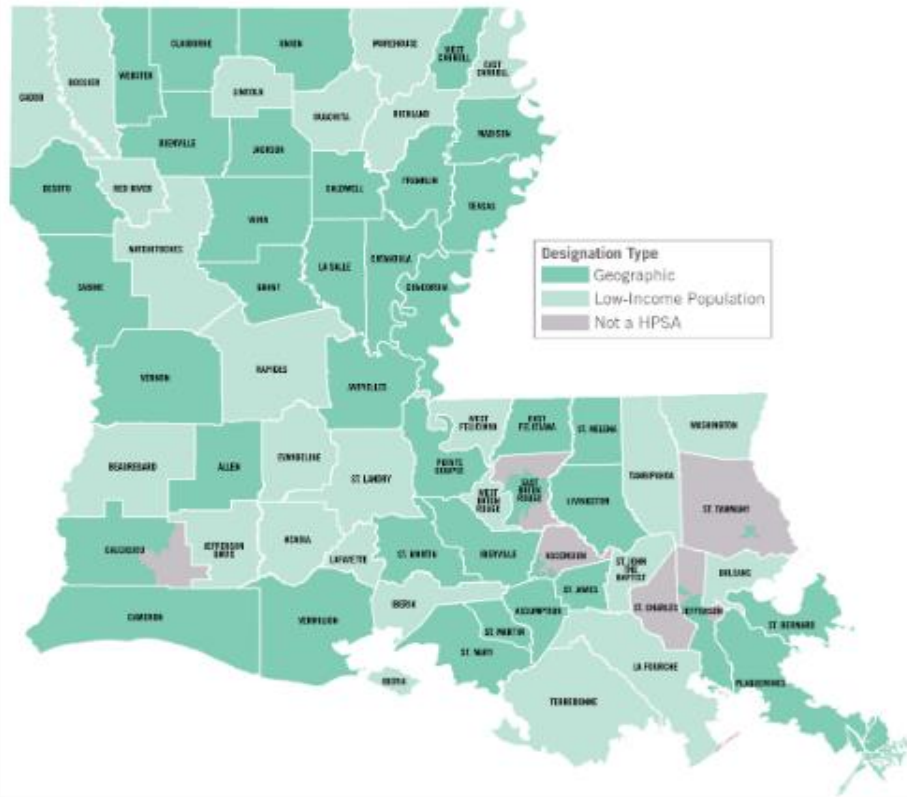 CLAIBORNE
UNION
MOREHOUSE
WEST
CARROLL
EAST
CARROLL
WEBSTER
BOSSIER
CADDO
LINCOLN
OUACHITA
RICHLAND
MADISON
BIENVILLE
JACKSON
DESOTO
RED RIVER
CALDWELL
FRANKLIN
TENSAS
WINN
NATCHITOCHES
LA SALLE
CATAHOULA
Designation Type
Geographic
Low-Income Population
Not a HPSA
SABINE
GRANT
CONCORDIA
RAPIDES
VERNON
AVOYELLES
WEST
FELICIANA
EAST
FELICIANA
ST. HELENA
WASHINGTON
BEAUREGARD
ALLEN
EVANGELINE
ST. LANDRY
POINTE
COUPEE
TANGIPAHOA
WEST
BATON
ROUGE
EAST
BATON
ROUGE
LIVINGSTON
ST. TAMMANY
CALCASIEU
JEFFERSON
DAVIS
ACADIA
LAFAYETTE
ST. MARTIN
IBERVILLE
ASCENSION
ST. JOHN
THE
BAPTIST
ORLEANS
ST. JAMES
CAMERON
VERMILION
IBERIA
ASSUMPTION
ST. CHARLES
JEFFERSON
ST. BERNARD
ST. MARTIN
ST. MARY
LA FOURCHE
IBERIA
TERREBONNE
PLAQUEMINES